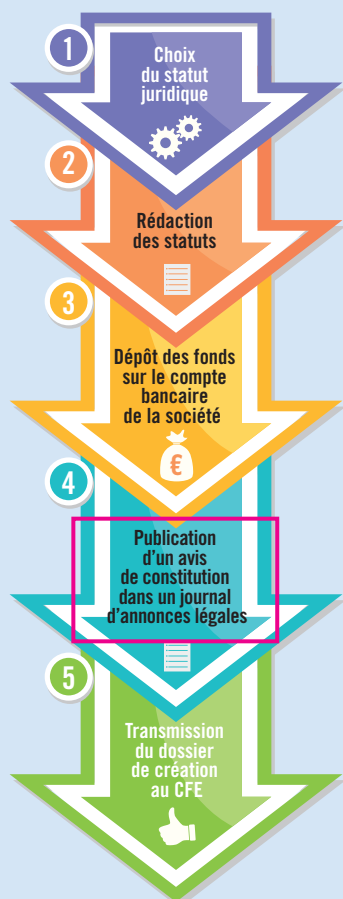 1
Choix
du statut
juridique
2
Rédaction
des statuts
3
Dépôt des fonds
sur le compte
bancaire
de la société
€
4
Publication
d'un avis
de constitution
dans un journal
d'annonces légales
5
Transmission
du dossier
de création
au CFE